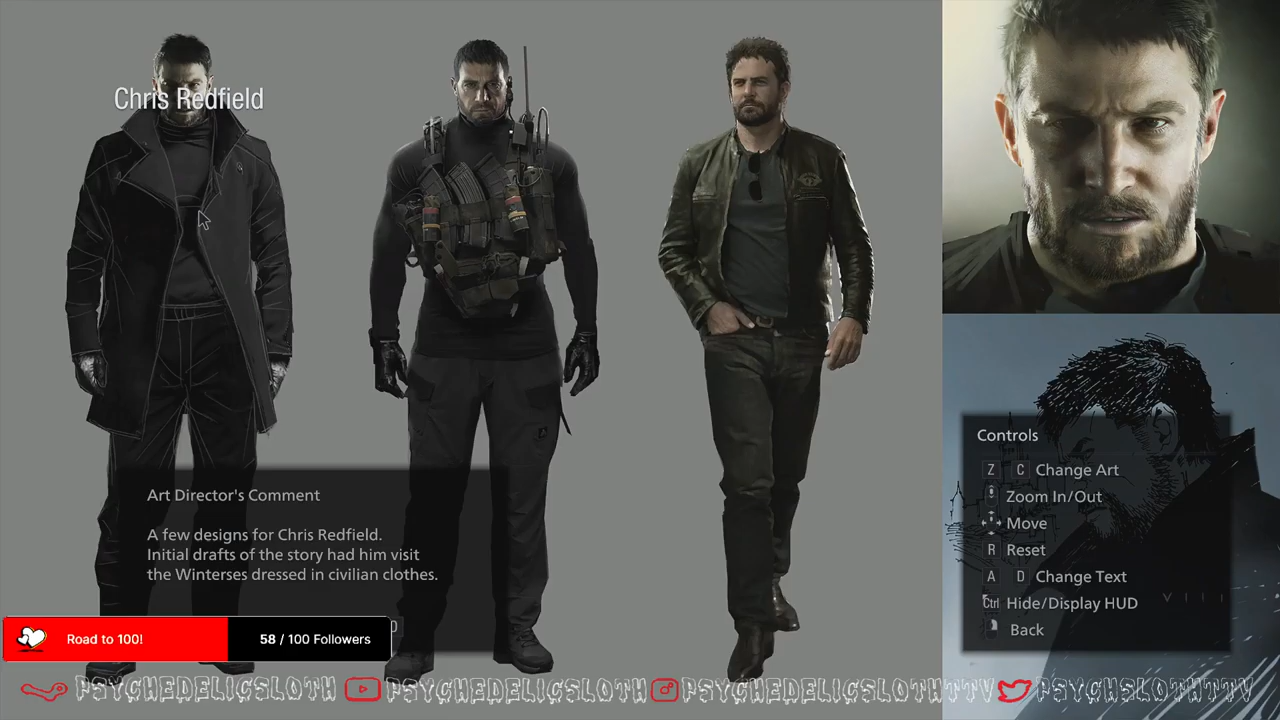 Chris Redfield
Art Director's Comment
A few designs for Chris Redfield.
Initial drafts of the story had him visit
the Winterses dressed in civilian clothes.
Road to 100!
58 / 100 Followers
Controls
Z C Change Art
Zoom In/Out
Move
R Reset
A D Change Text
Ctrl Hide/Display HUD
Back
VIII
PSYCHEDELICSLOTH PSYCHEDELICSLOTH PSYCHEDELICSLOTHTTV PSYCHSLOTHTTV